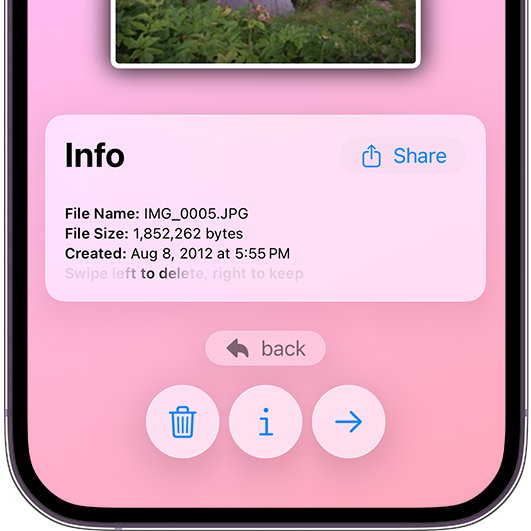 Info
Share
File Name: IMG_0005.JPG
File Size: 1,852,262 bytes
Created: Aug 8, 2012 at 5:55 PM
Swipe left to delete, right to keep
back